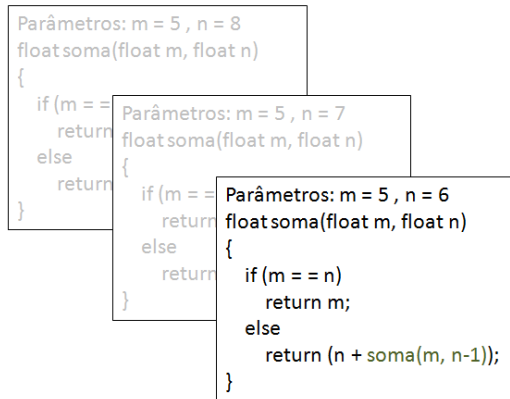 Parâmetros: m = 5 , n = 8
float soma(float m, float n)
{
if (m = =
return
else
return
}
Parâmetros: m = 5 , n = 7
float soma(float m, float n)
{
if (m = =
return
else
return
}
Parâmetros: m = 5 , n = 6
float soma(float m, float n)
{
if (m = = n)
return m;
else
return (n + soma(m, n-1));
}